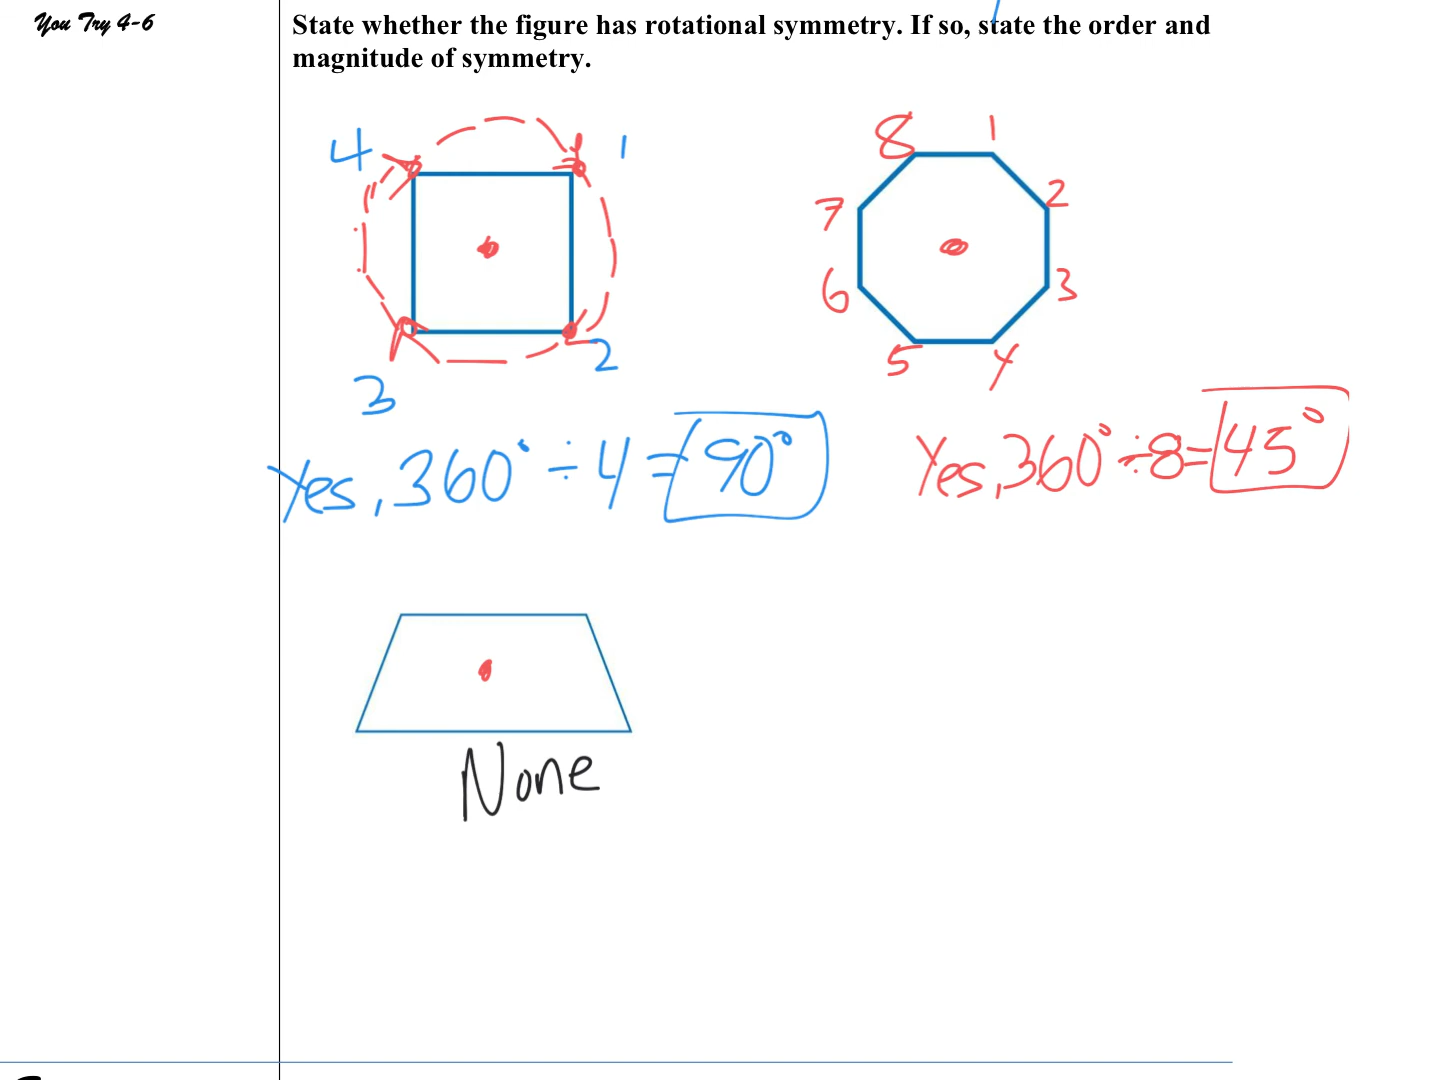 You Try 4-6
State whether the figure has rotational symmetry. If so, state the order and
magnitude of symmetry.
4 1
8 1
7 2
6 3
5 4
3 2
Yes, 360° ÷ 4 = 90°
Yes, 360° ÷ 8 = 45°
None